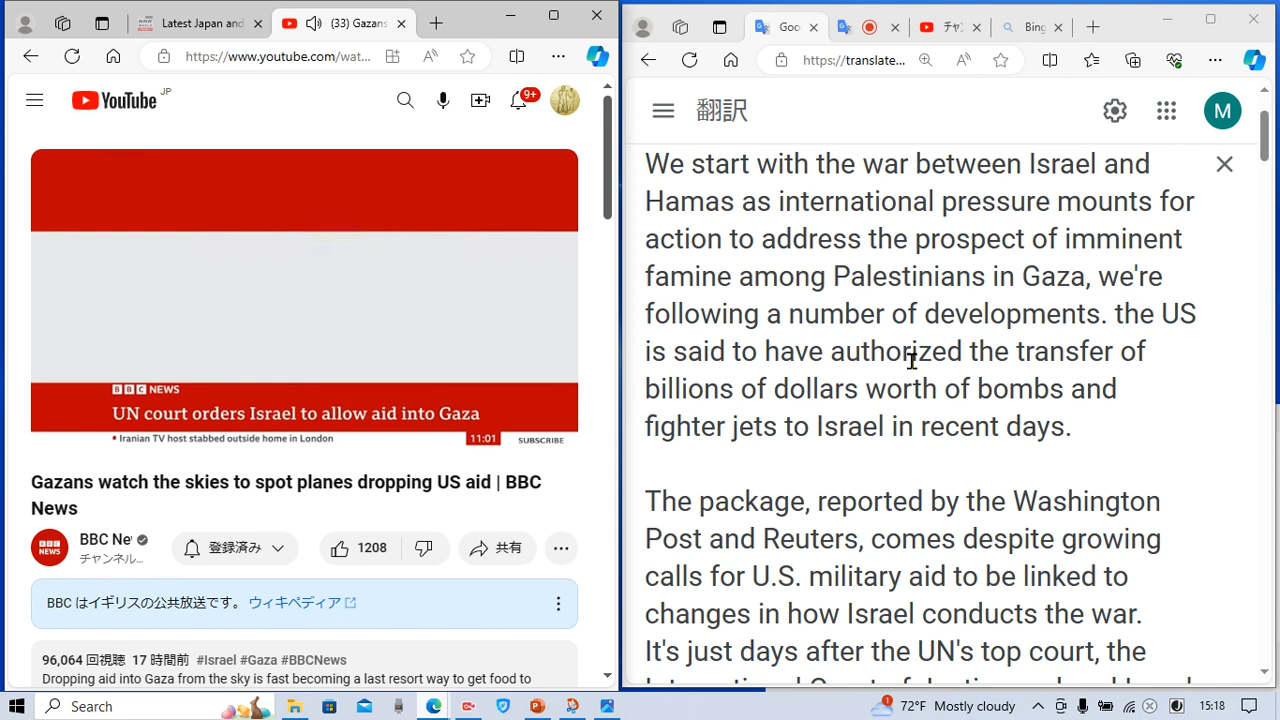 Latest Japan and
(33) Gazans
https://www.youtube.com/wat...
YouTube JP
9+
BBC NEWS
UN court orders Israel to allow aid into Gaza
• Iranian TV host stabbed outside home in London
11:01
SUBSCRIBE
Gazans watch the skies to spot planes dropping US aid | BBC
News
BBC Ne
チャンネル...
登録済み
1208
共有
BBC はイギリスの公共放送です。 ウィキペディア
96,064 回視聴 17 時間前 #Israel #Gaza #BBCNews
Dropping aid into Gaza from the sky is fast becoming a last resort way to get food to
Goo
チャン
Bing
https://translate...
翻訳
M
We start with the war between Israel and
Hamas as international pressure mounts for
action to address the prospect of imminent
famine among Palestinians in Gaza, we're
following a number of developments. the US
is said to have authorized the transfer of
billions of dollars worth of bombs and
fighter jets to Israel in recent days.
The package, reported by the Washington
Post and Reuters, comes despite growing
calls for U.S. military aid to be linked to
changes in how Israel conducts the war.
It's just days after the UN's top court, the
Search
72°F Mostly cloudy
15:18